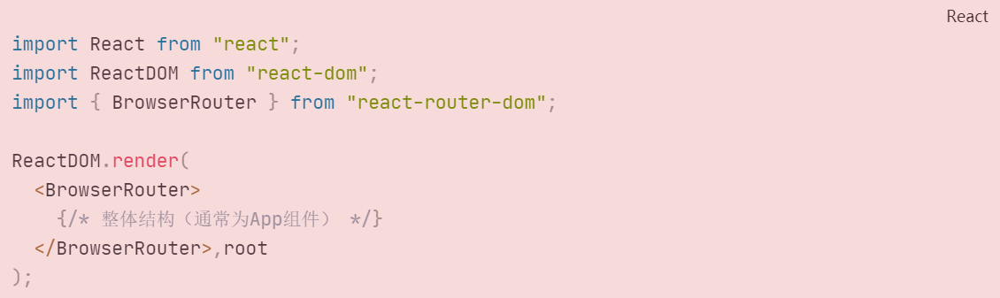 React
import React from "react";
import ReactDOM from "react-dom";
import { BrowserRouter } from "react-router-dom";
ReactDOM.render(
  <BrowserRouter>
    {/* 整体结构（通常为App组件） */}
  </BrowserRouter>,root
);